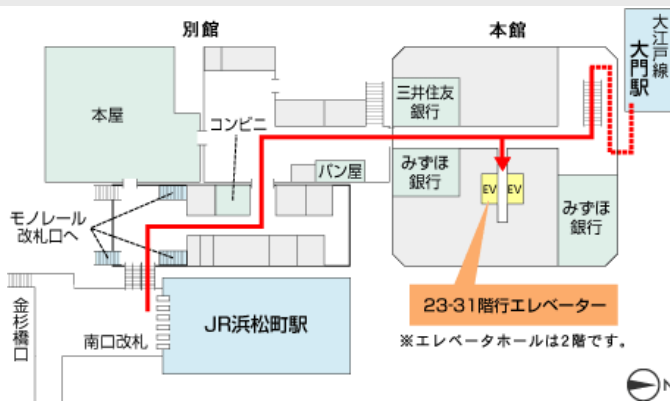 別館
本館
大江戸線
大門駅
本屋
コンビニ
三井住友
銀行
パン屋
みずほ
銀行
EV
EV
みずほ
銀行
モノレール
改札口へ
23-31階行エレベーター
※エレベータホールは2階です。
金杉橋口
南口改札
JR浜松町駅
N